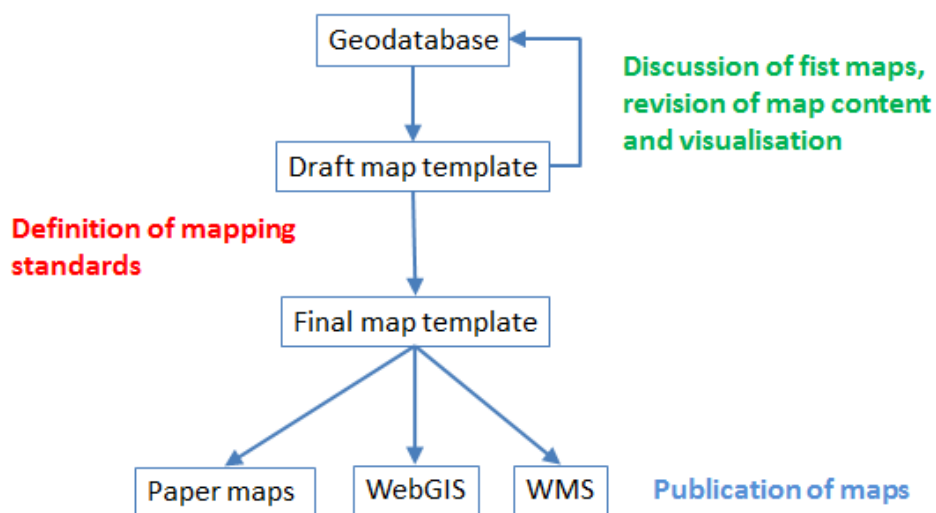 Geodatabase
Discussion of fist maps,
revision of map content
and visualisation
Draft map template
Definition of mapping
standards
Final map template
Paper maps
WebGIS
WMS
Publication of maps